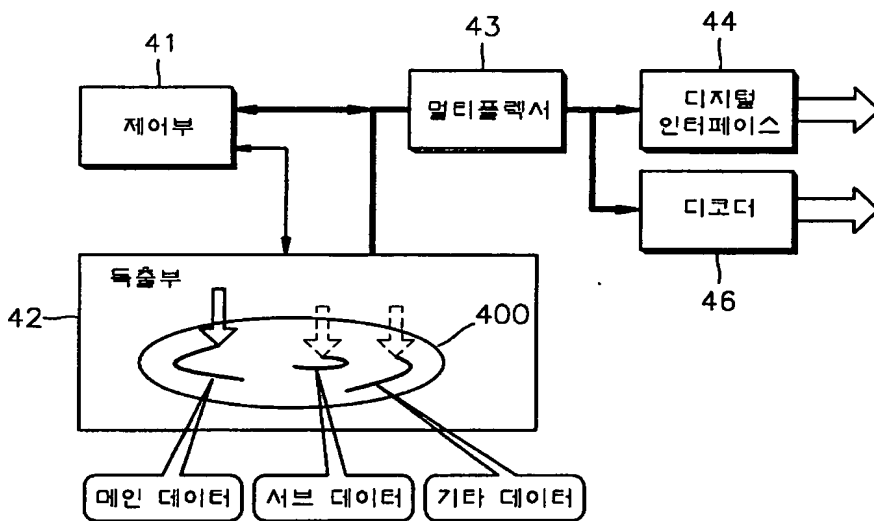 41
43
44
제어부
멀티플렉서
디지털
인터페이스
디코더
46
독출부
42
400
메인 데이터
서브 데이터
기타 데이터